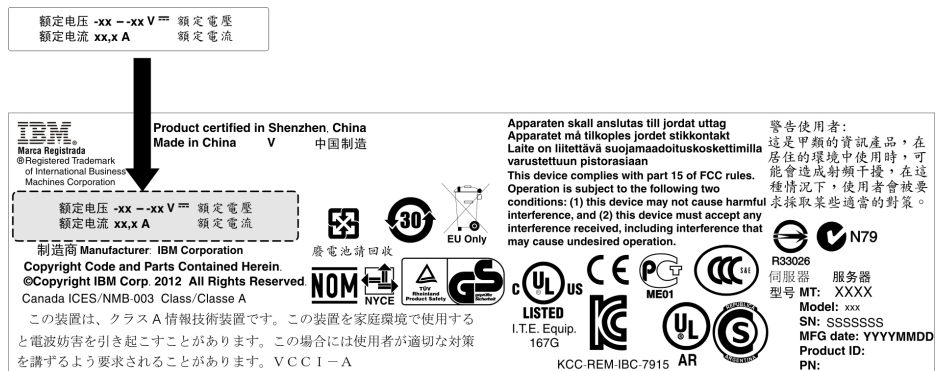 额定电压 -xx – -xx V 額定電壓
额定电流 xx,x A 額定電流
IBM
Marca Registrada
® Registered Trademark
of International Business
Machines Corporation
Product certified in Shenzhen, China
Made in China V 中国制造
额定电压 -xx – -xx V 額定電壓
额定电流 xx,x A 額定電流
制造商 Manufacturer: IBM Corporation
Copyright Code and Parts Contained Herein.
©Copyright IBM Corp. 2012 All Rights Reserved.
Canada ICES/NMB-003 Class/Classe A
この装置は、クラス A 情報技術装置です。この装置を家庭環境で使用する
と電波妨害を引き起こすことがあります。この場合には使用者が適切な対策
を講ずるよう要求されることがあります。VCCI-A
廢電池請回收
30
EU Only
NOM
NYCE
TÜV
Rheinland
Product Safety
GS
geprüfte
Sicherheit
Apparaten skall anslutas till jordat uttag
Apparatet må tilkoples jordet stikkontakt
Laite on liitettävä suojamaadoituskoskettimilla
varustettuun pistorasiaan
This device complies with part 15 of FCC rules.
Operation is subject to the following two
conditions: (1) this device may not cause harmful
interference, and (2) this device must accept any
interference received, including interference that
may cause undesired operation.
C UL US
LISTED
I.T.E. Equip.
167G
CE
PCT
ME01
CCC S&E
KCC-REM-IBC-7915
UL
AR
REPUBLICA
S
ARGENTINA
警告使用者:
這是甲類的資訊產品，在
居住的環境中使用時，可
能會造成射頻干擾，在這
種情況下，使用者會被要
求採取某些適當的對策。
R33026
N79
伺服器 服务器
型号 MT: XXXX
Model: xxx
SN: SSSSSSS
MFG date: YYYYMMDD
Product ID:
PN: